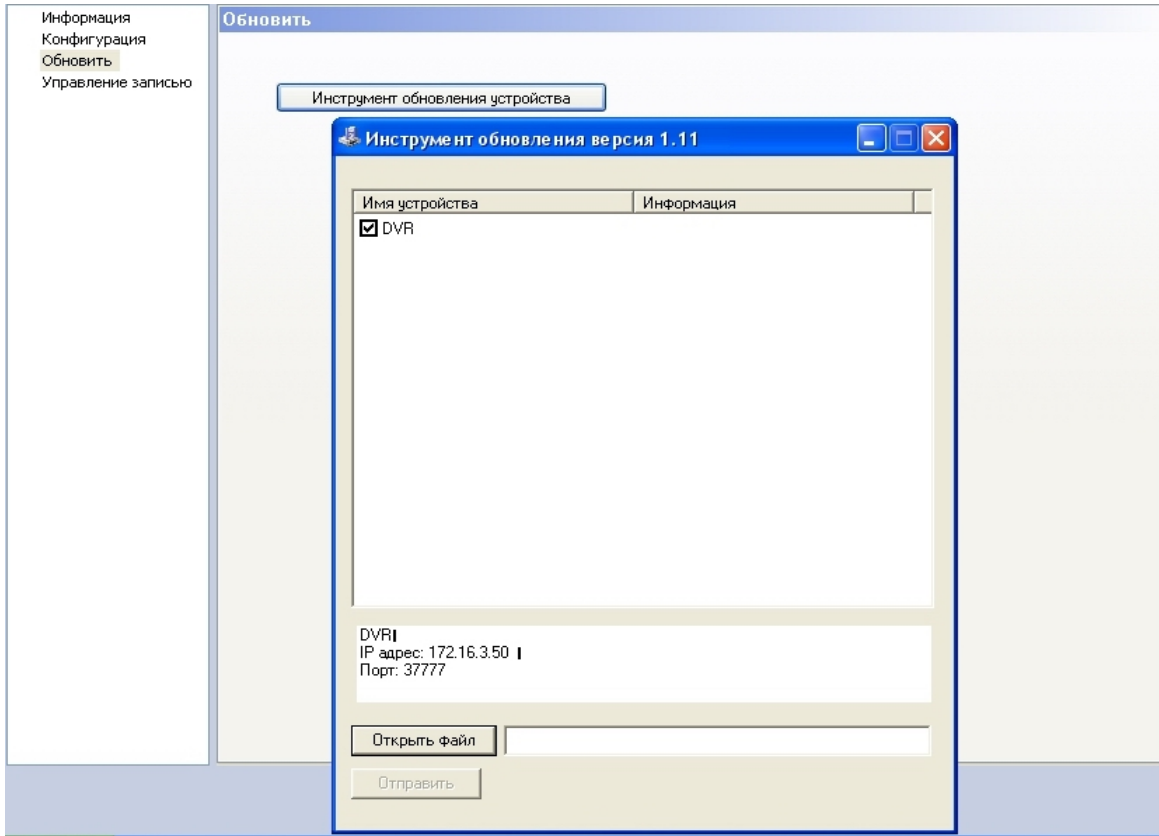 Информация
Конфигурация
Обновить
Управление записью
Обновить
Инструмент обновления устройства
Инструмент обновления версия 1.11
Имя устройства Информация
DVR
DVR
IP адрес: 172.16.3.50
Порт: 37777
Открыть файл
Отправить